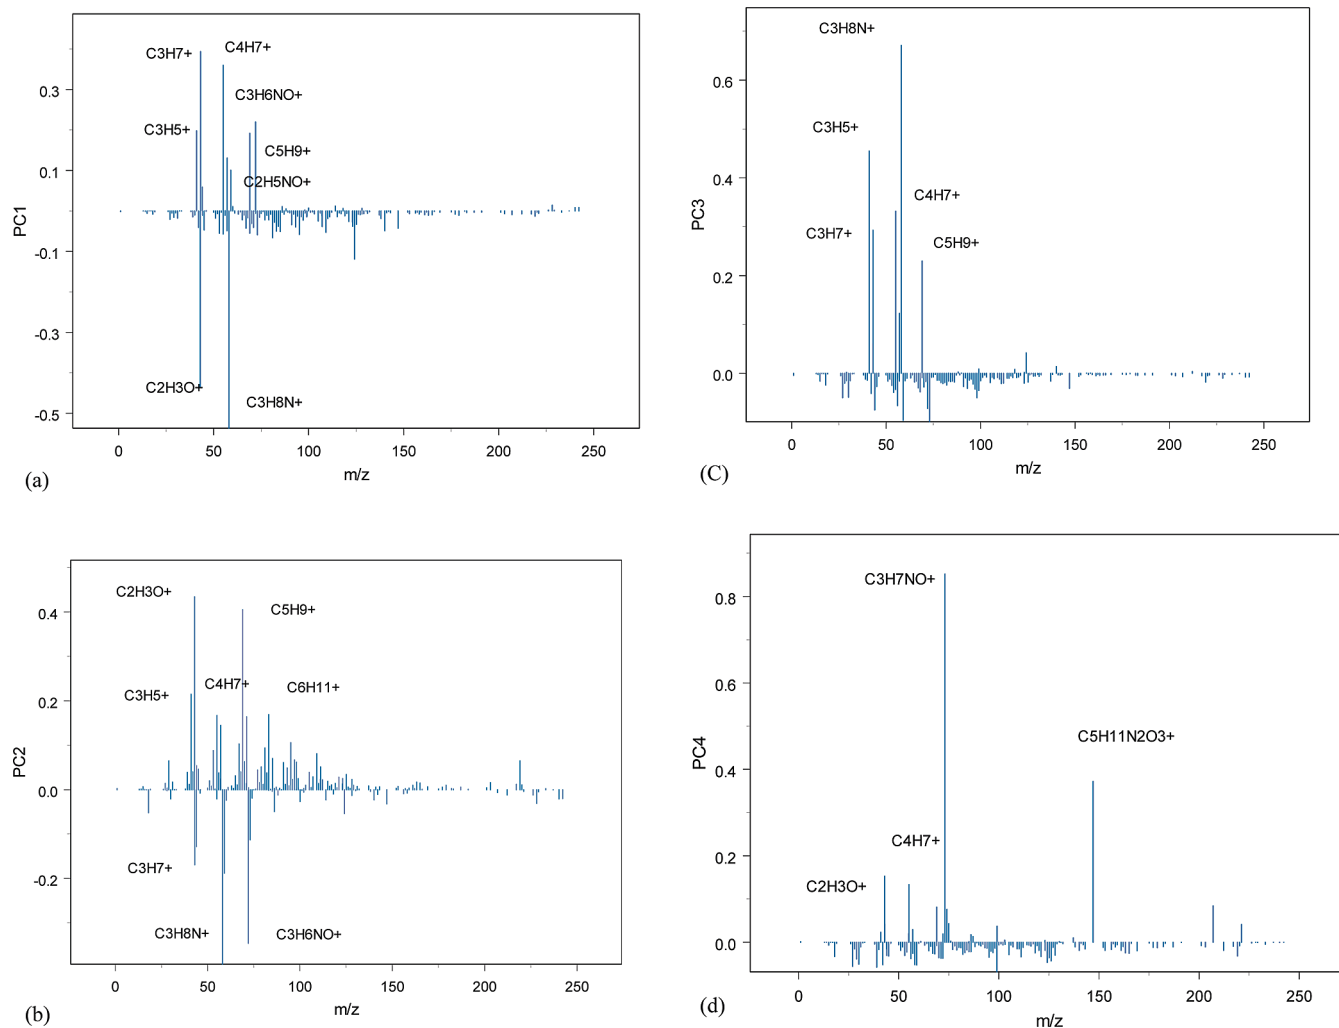 C3H7+
C4H7+
C3H6NO+
C3H5+
C5H9+
C2H5NO+
C2H3O+
C3H8N+
0.3
0.1
-0.1
-0.3
-0.5
PC1
0 50 100 150 200 250
m/z
(a)
C3H8N+
C3H5+
C4H7+
C3H7+
C5H9+
0.6
0.4
0.2
0.0
PC3
0 50 100 150 200 250
m/z
(C)
C2H3O+
C5H9+
C3H5+
C4H7+
C6H11+
C3H7+
C3H8N+
C3H6NO+
0.4
0.2
0.0
-0.2
PC2
0 50 100 150 200 250
m/z
(b)
C3H7NO+
C5H11N2O3+
C4H7+
C2H3O+
0.8
0.6
0.4
0.2
0.0
PC4
0 50 100 150 200 250
m/z
(d)